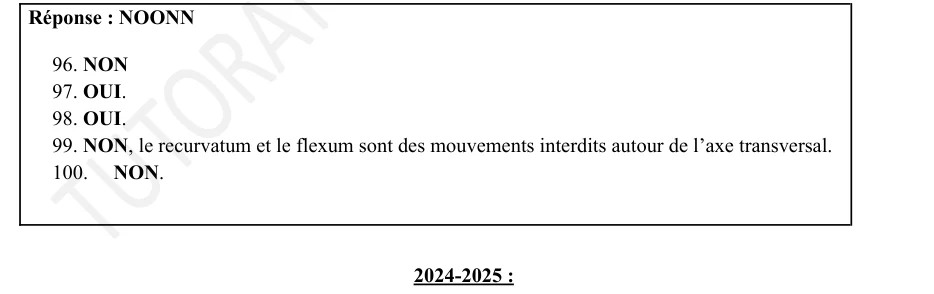 Réponse : NOONN
96. NON
97. OUI.
98. OUI.
99. NON, le recurvatum et le flexum sont des mouvements interdits autour de l’axe transversal.
100. NON.
TUTORA
2024-2025 :